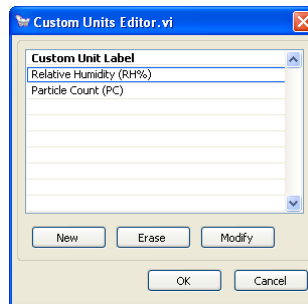 Custom Units Editor.vi
Custom Unit Label
Relative Humidity (RH%)
Particle Count (PC)
New Erase Modify
OK Cancel